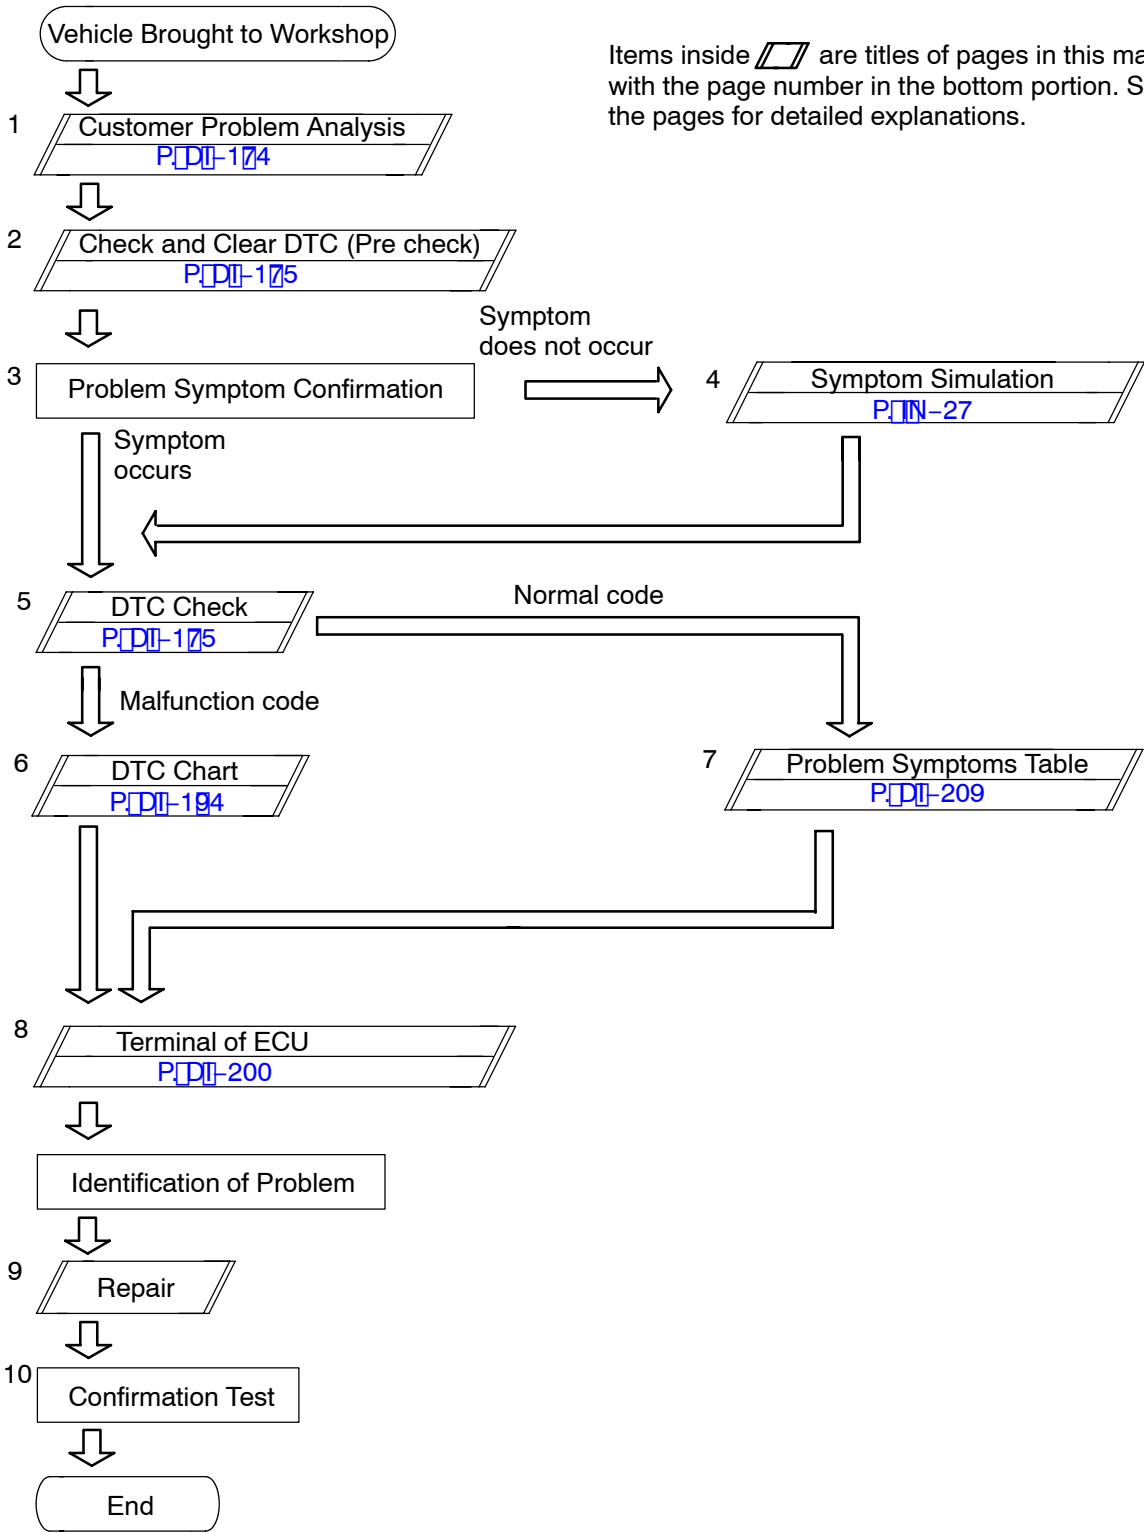 Vehicle Brought to Workshop
Items inside are titles of pages in this ma
with the page number in the bottom portion. S
the pages for detailed explanations.
1
Customer Problem Analysis
P. DI–174
2
Check and Clear DTC (Pre check)
P. DI–175
3
Problem Symptom Confirmation
Symptom
does not occur
4
Symptom Simulation
P. IN–27
Symptom
occurs
5
DTC Check
P. DI–175
Normal code
Malfunction code
6
DTC Chart
P. DI–194
7
Problem Symptoms Table
P. DI–209
8
Terminal of ECU
P. DI–200
Identification of Problem
9
Repair
10
Confirmation Test
End